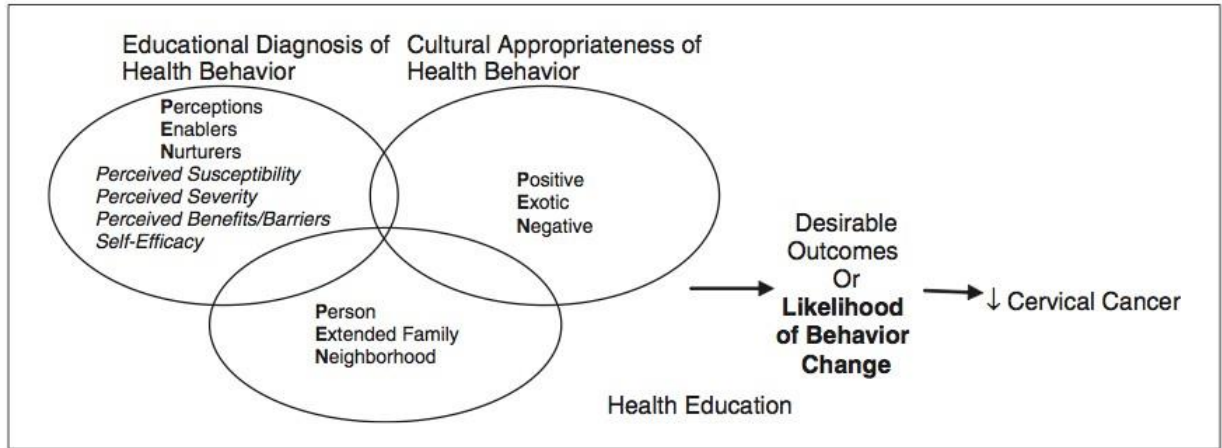 Educational Diagnosis of
Health Behavior
Cultural Appropriateness of
Health Behavior
Perceptions
Enablers
Nurturers
Perceived Susceptibility
Perceived Severity
Perceived Benefits/Barriers
Self-Efficacy
Positive
Exotic
Negative
Person
Extended Family
Neighborhood
Health Education
Desirable
Outcomes
Or
Likelihood
of Behavior
Change
↓ Cervical Cancer